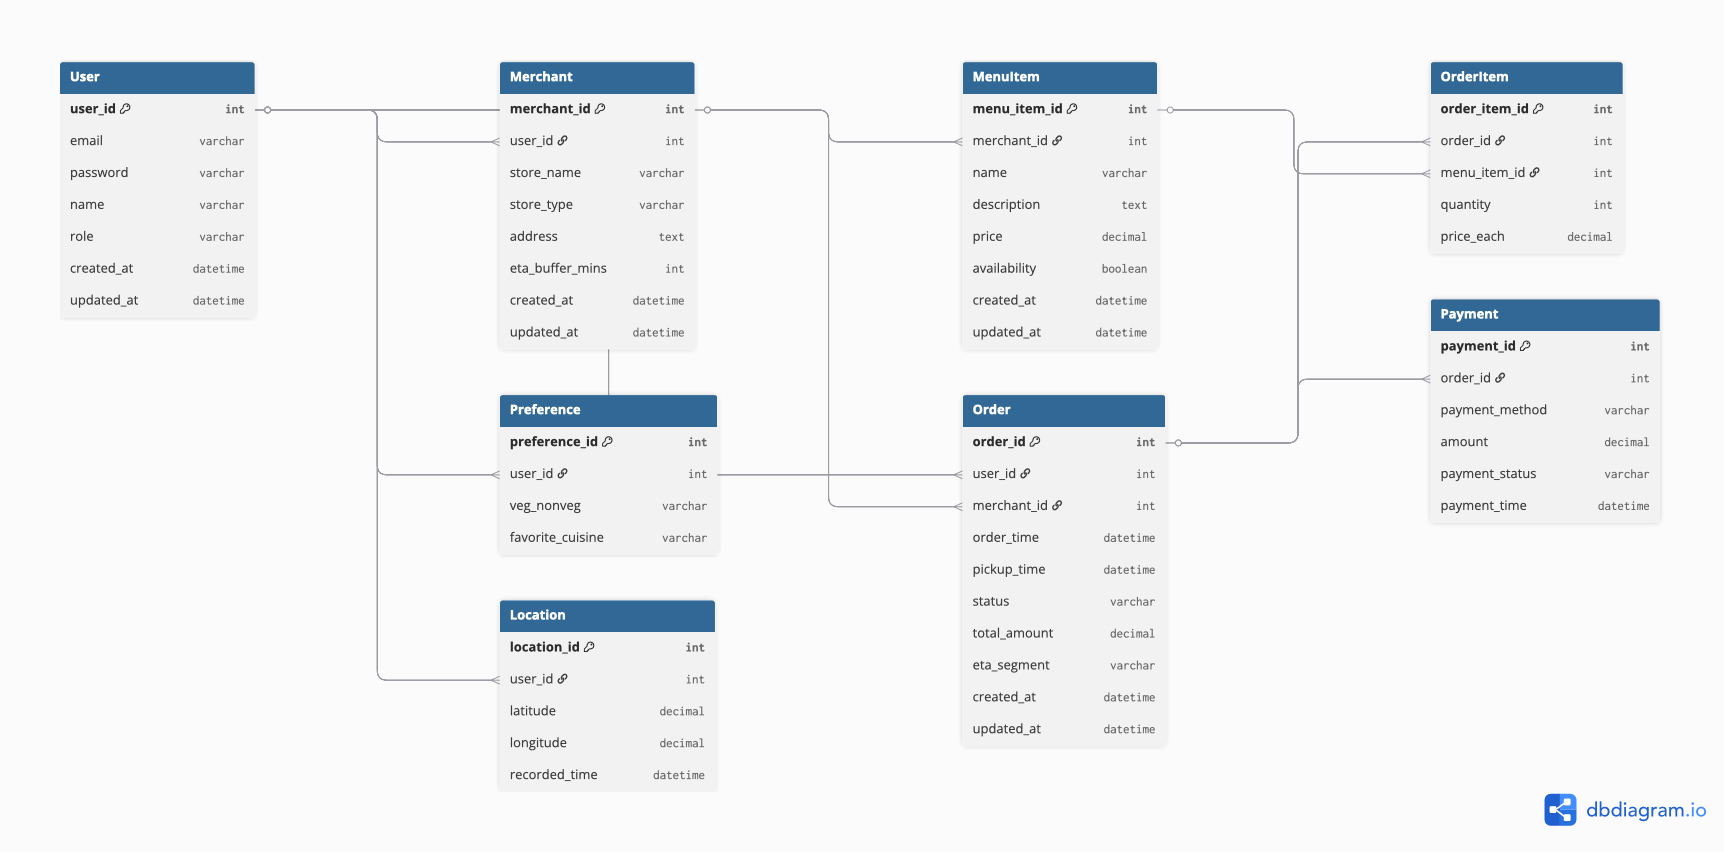 User
user_id int
email varchar
password varchar
name varchar
role varchar
created_at datetime
updated_at datetime
Merchant
merchant_id int
user_id int
store_name varchar
store_type varchar
address text
eta_buffer_mins int
created_at datetime
updated_at datetime
Preference
preference_id int
user_id int
veg_nonveg varchar
favorite_cuisine varchar
Location
location_id int
user_id int
latitude decimal
longitude decimal
recorded_time datetime
MenuItem
menu_item_id int
merchant_id int
name varchar
description text
price decimal
availability boolean
created_at datetime
updated_at datetime
Order
order_id int
user_id int
merchant_id int
order_time datetime
pickup_time datetime
status varchar
total_amount decimal
eta_segment varchar
created_at datetime
updated_at datetime
OrderItem
order_item_id int
order_id int
menu_item_id int
quantity int
price_each decimal
Payment
payment_id int
order_id int
payment_method varchar
amount decimal
payment_status varchar
payment_time datetime
dbdiagram.io